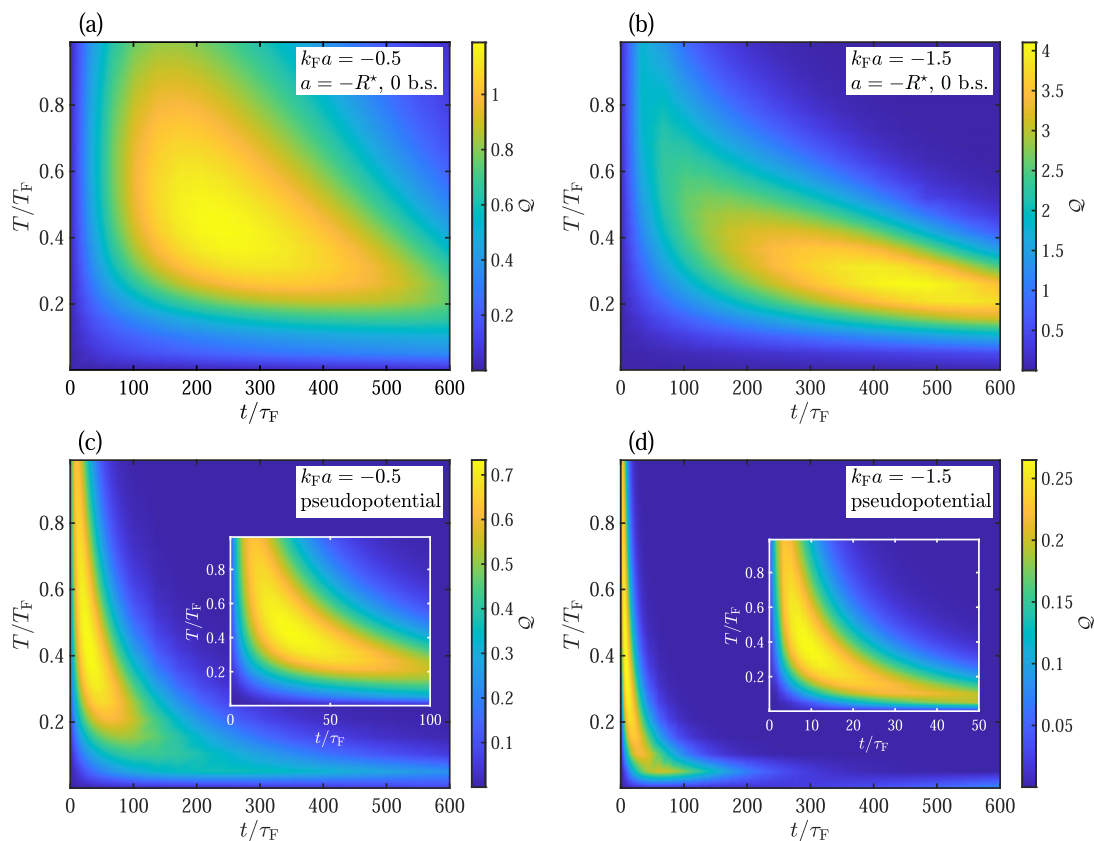 (a)
k_F a = −0.5
a = −R⋆, 0 b.s.
0.8
0.6
0.4
0.2
T/T_F
0 100 200 300 400 500 600
t/τ_F
1
0.8
0.6
0.4
0.2
𝒬
(b)
k_F a = −1.5
a = −R⋆, 0 b.s.
0.8
0.6
0.4
0.2
T/T_F
0 100 200 300 400 500 600
t/τ_F
4
3.5
3
2.5
2
1.5
1
0.5
𝒬
(c)
k_F a = −0.5
pseudopotential
0.8
0.6
0.4
0.2
T/T_F
0 100 200 300 400 500 600
t/τ_F
0.8
0.6
0.4
0.2
T/T_F
0 50 100
t/τ_F
0.7
0.6
0.5
0.4
0.3
0.2
0.1
𝒬
(d)
k_F a = −1.5
pseudopotential
0.8
0.6
0.4
0.2
T/T_F
0 100 200 300 400 500 600
t/τ_F
0.8
0.6
0.4
0.2
T/T_F
0 10 20 30 40 50
t/τ_F
0.25
0.2
0.15
0.1
0.05
𝒬